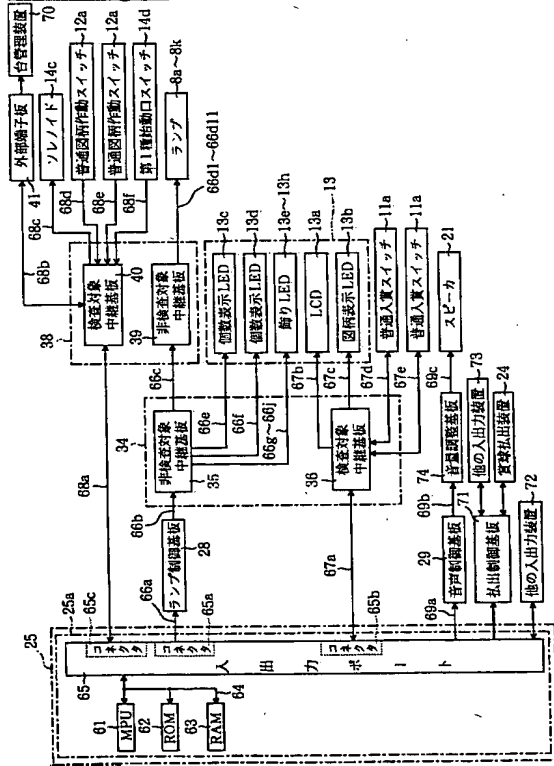 70
台管理装置
外部端子板
41
14c
ソレノイド
68c
12a
普通図柄作動スイッチ
68d
12a
普通図柄作動スイッチ
68e
14d
第1種始動口スイッチ
68f
8a～8k
ランプ
66d1～66d11
68b
38
検査対象
中継基板
40
非検査対象
中継基板
39
68a
66c
34
非検査対象
中継基板
35
66b
ランプ制御基板
28
66a
13
個数表示LED
13c
66e
個数表示LED
13d
66f
飾りLED
13e～13h
66g～66j
LCD
13a
67b
図柄表示LED
13b
67c
検査対象
中継基板
36
67a
普通入賞スイッチ
11a
67d
普通入賞スイッチ
11a
67e
スピーカ
21
69c
音量調整基板
74
69b
音声制御基板
29
69a
他の入出力装置
73
賞球払出装置
24
払出制御基板
71
他の入出力装置
72
25
25a
65c
コネクタ
65a
コネクタ
65b
コネクタ
65
入出力ポート
61
MPU
62
ROM
63
RAM
64